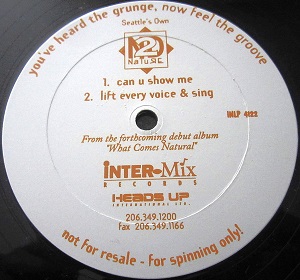 you've heard the grunge, now feel the groove
Seattle's Own
2
NatuRE
1. can u show me
2. lift every voice & sing
IMLP 4122
From the forthcoming debut album
"What Comes Natural"
iNTER-Mix
RECORDS
HEADS UP
INTERNATIONAL LTD.
206.349.1200
fax 206.349.1166
not for resale - for spinning only!